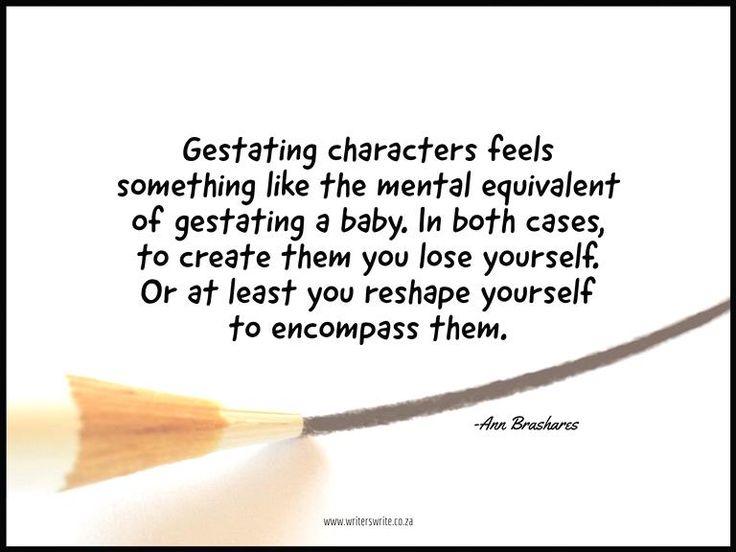 Gestating characters feels
something like the mental equivalent
of gestating a baby. In both cases,
to create them you lose yourself.
Or at least you reshape yourself
to encompass them.
-Ann Brashares
www.writerswrite.co.za